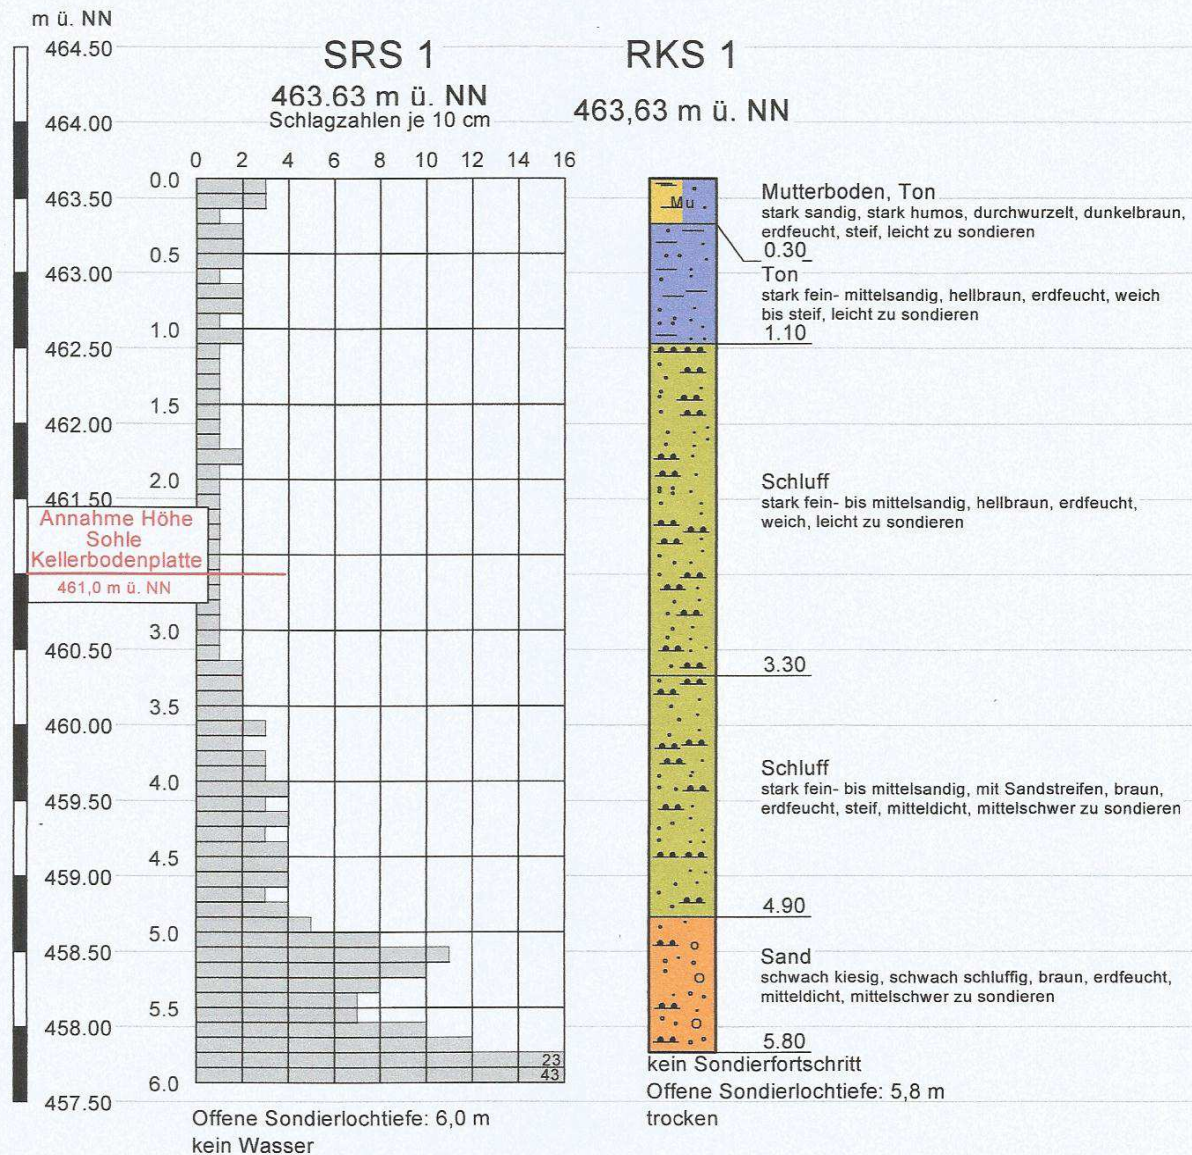 m ü. NN
464.50
464.00
463.50
463.00
462.50
462.00
461.50
460.50
460.00
459.50
459.00
458.50
458.00
457.50
Annahme Höhe
Sohle
Kellerbodenplatte
461,0 m ü. NN
SRS 1
463.63 m ü. NN
Schlagzahlen je 10 cm
0 2 4 6 8 10 12 14 16
0.0
0.5
1.0
1.5
2.0
3.0
3.5
4.0
4.5
5.0
5.5
6.0
23
43
Offene Sondierlochtiefe: 6,0 m
kein Wasser
RKS 1
463,63 m ü. NN
Mu
Mutterboden, Ton
stark sandig, stark humos, durchwurzelt, dunkelbraun,
erdfeucht, steif, leicht zu sondieren
0.30
Ton
stark fein- mittelsandig, hellbraun, erdfeucht, weich
bis steif, leicht zu sondieren
1.10
Schluff
stark fein- bis mittelsandig, hellbraun, erdfeucht,
weich, leicht zu sondieren
3.30
Schluff
stark fein- bis mittelsandig, mit Sandstreifen, braun,
erdfeucht, steif, mitteldicht, mittelschwer zu sondieren
4.90
Sand
schwach kiesig, schwach schluffig, braun, erdfeucht,
mitteldicht, mittelschwer zu sondieren
5.80
kein Sondierfortschritt
Offene Sondierlochtiefe: 5,8 m
trocken